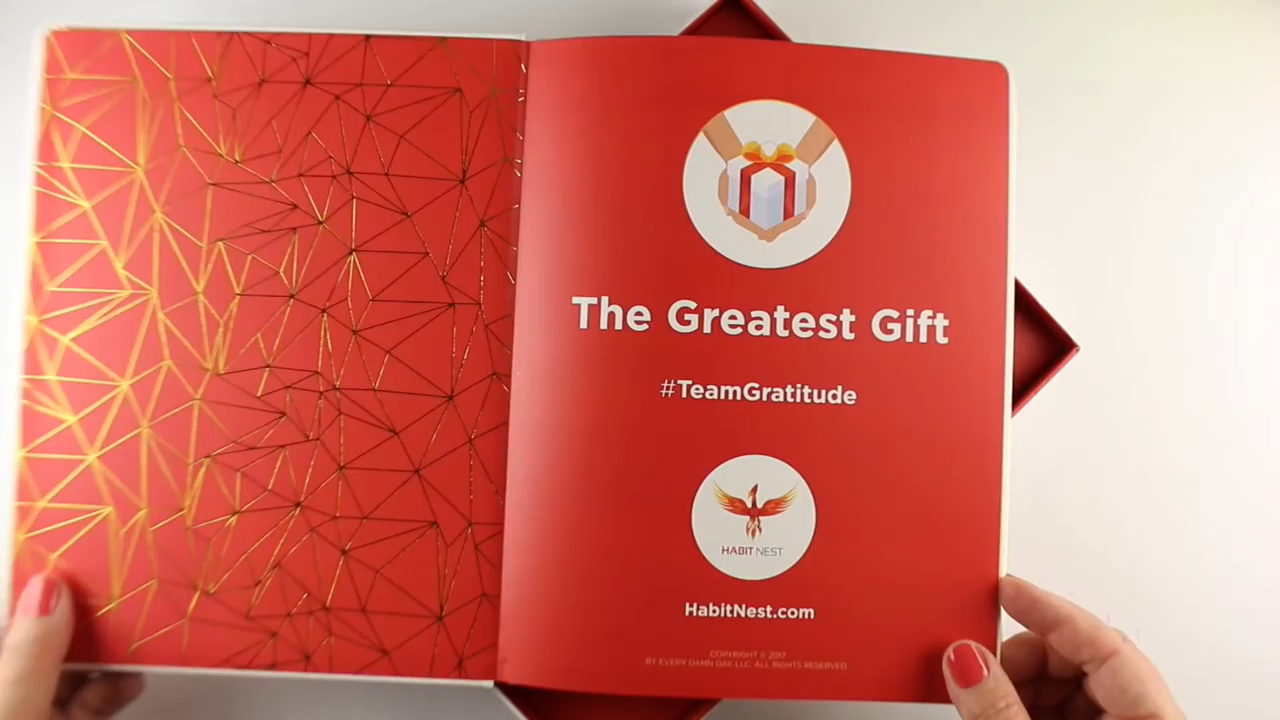 The Greatest Gift
#TeamGratitude
HABIT NEST
HabitNest.com
COPYRIGHT © 2017
BY EVERY DAMN DAY, LLC. ALL RIGHTS RESERVED.